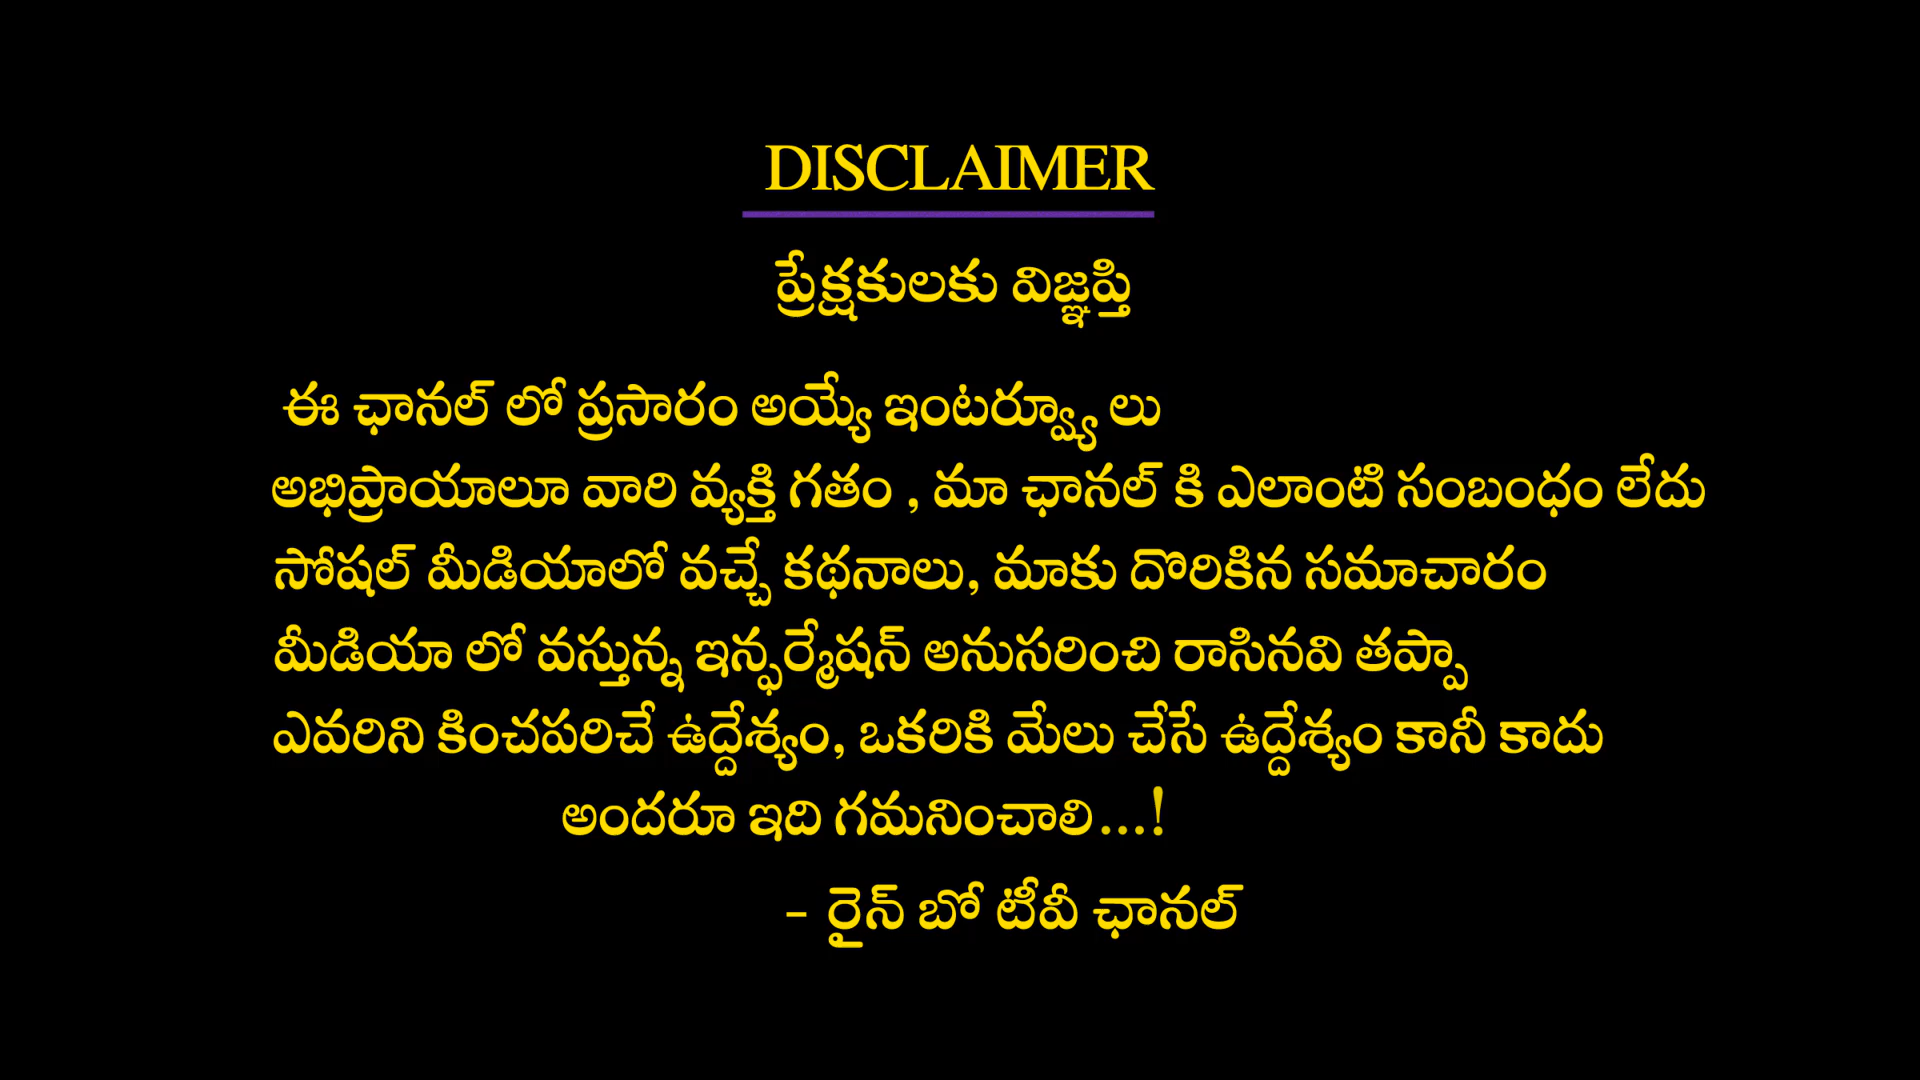 DISCLAIMER
ప్రేక్షకులకు విజ్ఞప్తి
ఈ ఛానల్ లో ప్రసారం అయ్యే ఇంటర్వ్యూ లు
అభిప్రాయాలూ వారి వ్యక్తి గతం , మా ఛానల్ కి ఎలాంటి సంబంధం లేదు
సోషల్ మీడియాలో వచ్చే కథనాలు, మాకు దొరికిన సమాచారం
మీడియా లో వస్తున్న ఇన్ఫర్మేషన్ అనుసరించి రాసినవి తప్పా
ఎవరిని కించపరిచే ఉద్దేశ్యం, ఒకరికి మేలు చేసే ఉద్దేశ్యం కానీ కాదు
అందరూ ఇది గమనించాలి...!
- రైన్ బో టీవీ ఛానల్